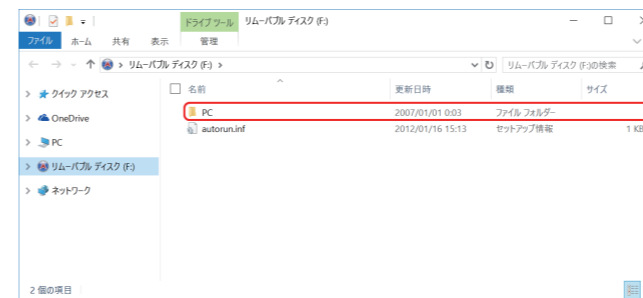 ドライブ ツール リムーバブル ディスク (F:)
ファイル ホーム 共有 表示 管理
リムーバブル ディスク (F:) リムーバブル ディスク (F:)の検索
名前 更新日時 種類 サイズ
クイック アクセス
PC 2007/01/01 0:03 ファイル フォルダー
OneDrive
autorun.inf 2012/01/16 15:13 セットアップ情報 1 KB
PC
リムーバブル ディスク (F:)
ネットワーク
2 個の項目